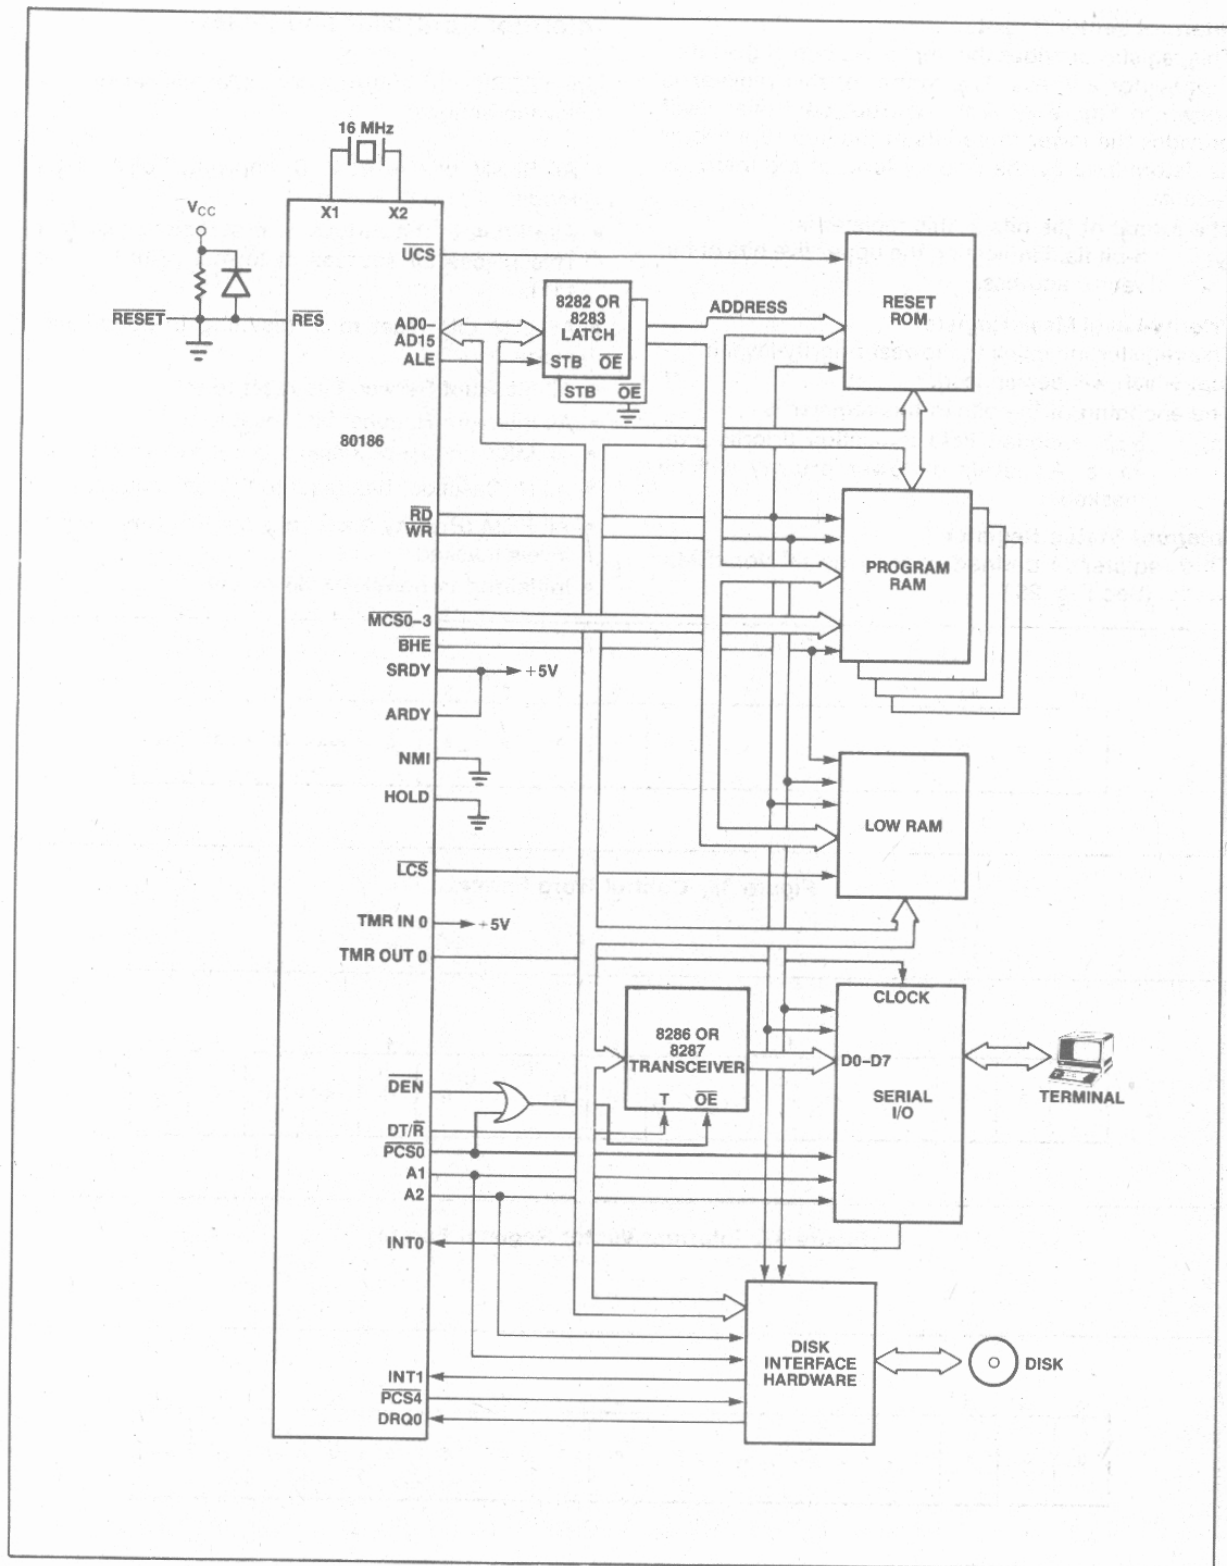 16 MHz
X1 X2
VCC
RESET
RES
UCS
AD0–
AD15
ALE
80186
8282 OR
8283
LATCH
STB OE
STB OE
ADDRESS
RESET
ROM
RD
WR
PROGRAM
RAM
MCS0–3
BHE
SRDY
+5V
ARDY
NMI
HOLD
LOW RAM
LCS
TMR IN 0
+5V
TMR OUT 0
CLOCK
8286 OR
8287
TRANSCEIVER
T OE
D0–D7
SERIAL
I/O
TERMINAL
DEN
DT/R
PCS0
A1
A2
INT0
DISK
INTERFACE
HARDWARE
DISK
INT1
PCS4
DRQ0